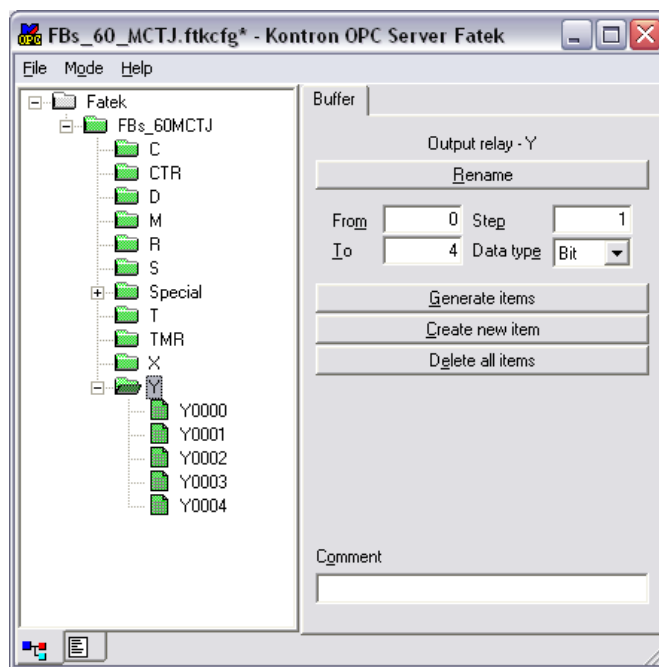 FBs_60_MCTJ.ftkcfg* - Kontron OPC Server Fatek
File Mode Help
Fatek
FBs_60MCTJ
C
CTR
D
M
R
S
Special
T
TMR
X
Y
Y0000
Y0001
Y0002
Y0003
Y0004
Buffer
Output relay - Y
Rename
From 0 Step 1
To 4 Data type Bit
Generate items
Create new item
Delete all items
Comment